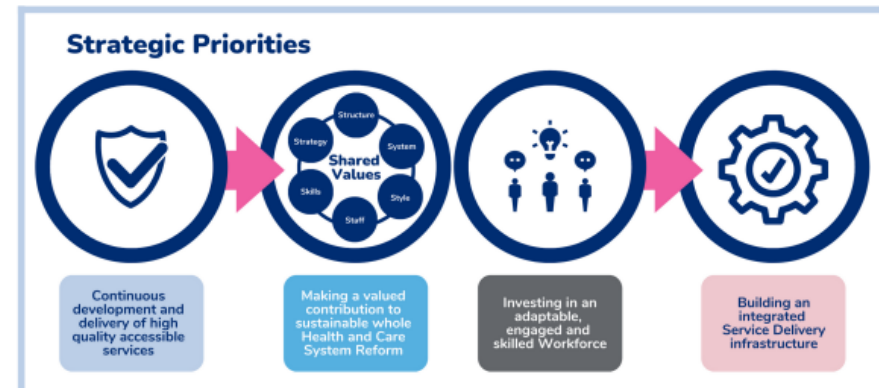 Strategic Priorities
Structure
Strategy
System
Shared
Values
Skills
Style
Staff
Continuous
development and
delivery of high
quality accessible
services
Making a valued
contribution to
sustainable whole
Health and Care
System Reform
Investing in an
adaptable,
engaged and
skilled Workforce
Building an
integrated
Service Delivery
infrastructure